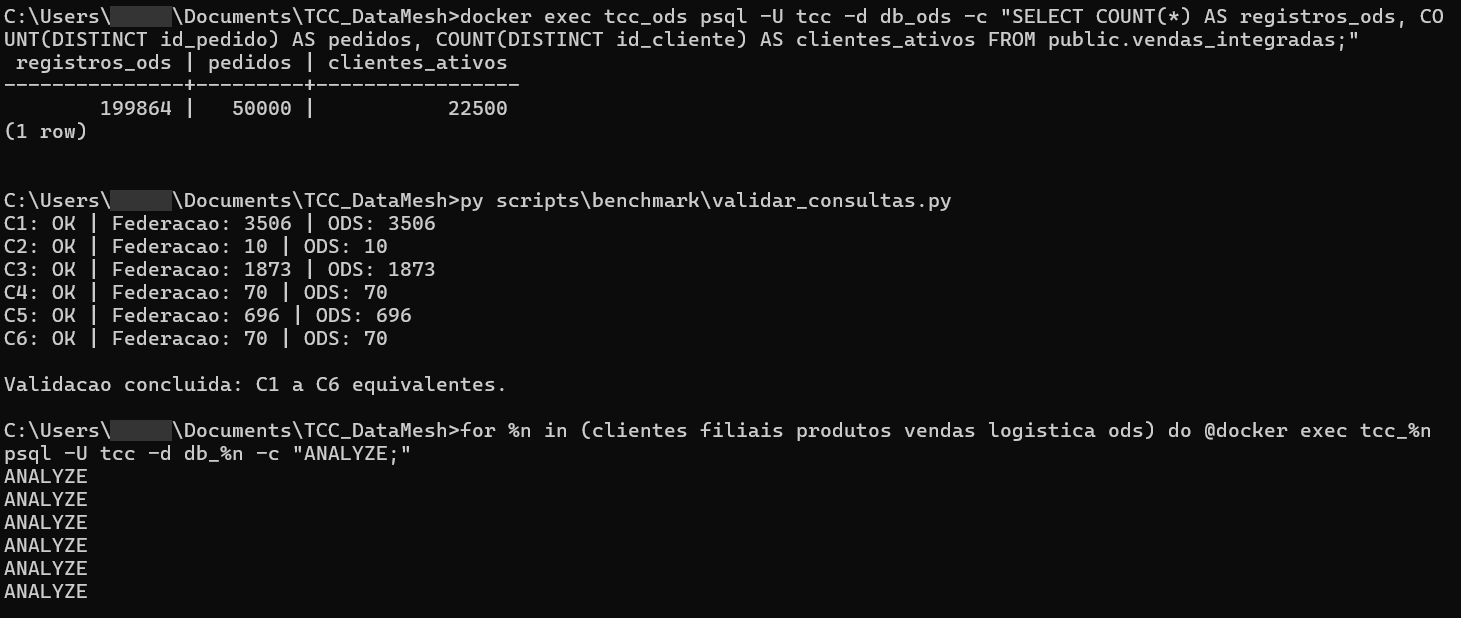 C:\Users\ \Documents\TCC_DataMesh>docker exec tcc_ods psql -U tcc -d db_ods -c "SELECT COUNT(*) AS registros_ods, CO
UNT(DISTINCT id_pedido) AS pedidos, COUNT(DISTINCT id_cliente) AS clientes_ativos FROM public.vendas_integradas;"
 registros_ods | pedidos | clientes_ativos
---------------+---------+-----------------
        199864 |   50000 |           22500
(1 row)
C:\Users\ \Documents\TCC_DataMesh>py scripts\benchmark\validar_consultas.py
C1: OK | Federacao: 3506 | ODS: 3506
C2: OK | Federacao: 10 | ODS: 10
C3: OK | Federacao: 1873 | ODS: 1873
C4: OK | Federacao: 70 | ODS: 70
C5: OK | Federacao: 696 | ODS: 696
C6: OK | Federacao: 70 | ODS: 70
Validacao concluida: C1 a C6 equivalentes.
C:\Users\ \Documents\TCC_DataMesh>for %n in (clientes filiais produtos vendas logistica ods) do @docker exec tcc_%n
psql -U tcc -d db_%n -c "ANALYZE;"
ANALYZE
ANALYZE
ANALYZE
ANALYZE
ANALYZE
ANALYZE